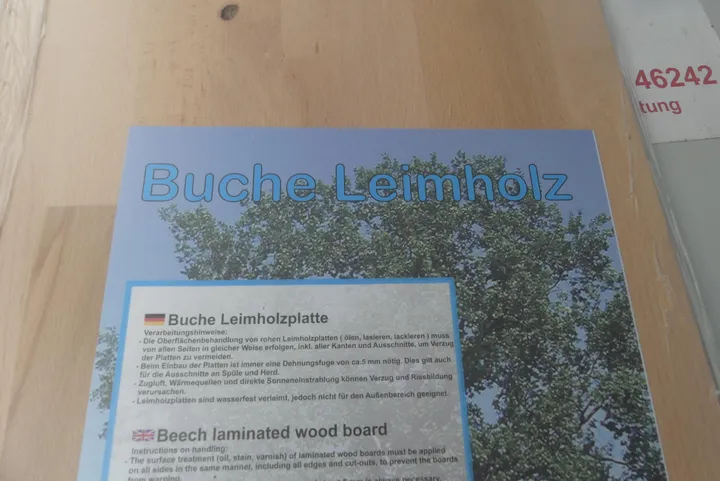 46242
tung
Buche Leimholz
Buche Leimholzplatte
Verarbeitungshinweise:
- Die Oberflächenbehandlung von rohen Leimholzplatten ( ölen, lasieren, lackieren ) muss
von allen Seiten in gleicher Weise erfolgen, inkl. aller Kanten und Ausschnitte, um Verzug
der Platten zu vermeiden.
- Beim Einbau der Platten ist immer eine Dehnungsfuge von ca.5 mm nötig. Dies gilt auch
für die Ausschnitte an Spüle und Herd.
- Zugluft, Wärmequellen und direkte Sonneneinstrahlung können Verzug und Rissbildung
verursachen.
- Leimholzplatten sind wasserfest verleimt, jedoch nicht für den Außenbereich geeignet.
Beech laminated wood board
Instructions on handling:
- The surface treatment (oil, stain, varnish) of laminated wood boards must be applied
on all sides in the same manner, including all edges and cut-outs, to prevent the boards
from warping.